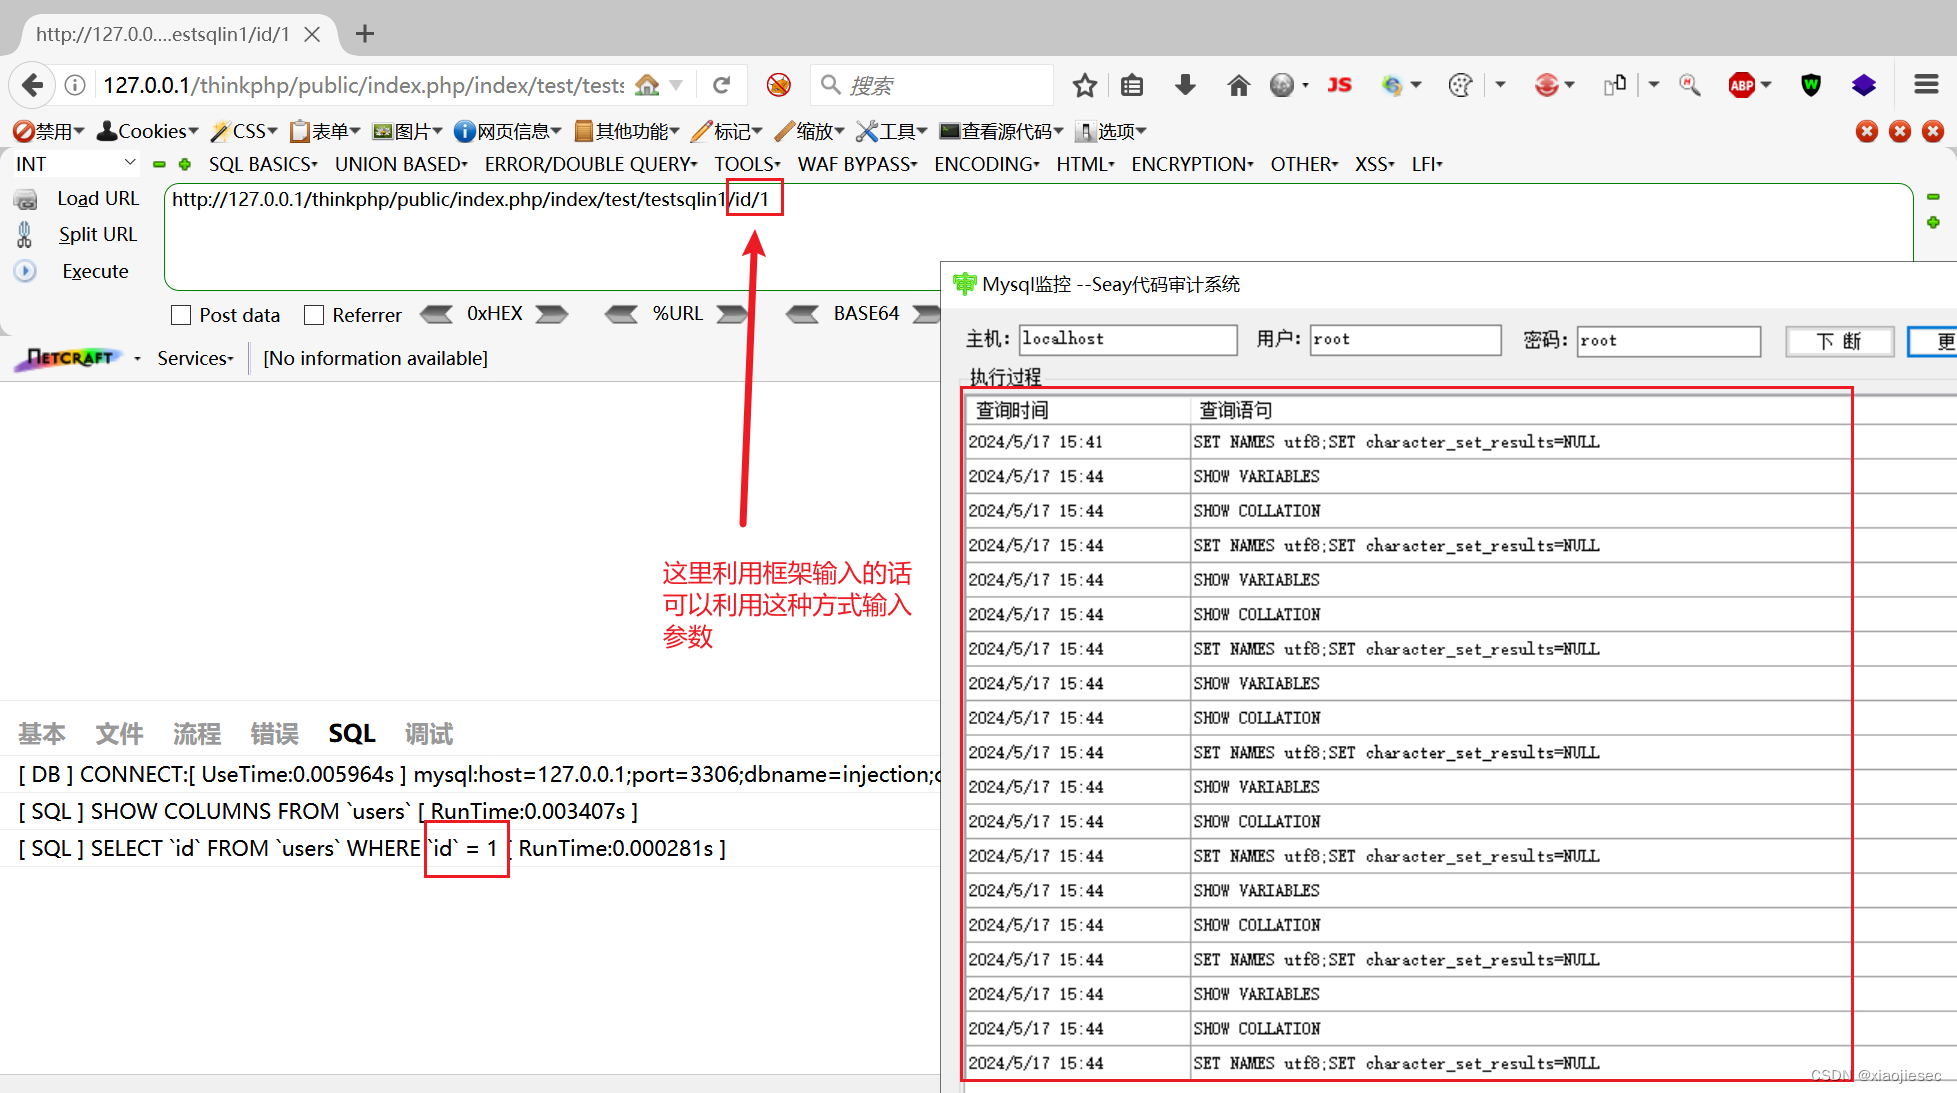 http://127.0.0....estsqlin1/id/1
127.0.0.1/thinkphp/public/index.php/index/test/tests
搜索
JS
ABP
W
禁用 Cookies CSS 表单 图片 网页信息 其他功能 标记 缩放 工具 查看源代码 选项
INT SQL BASICS UNION BASED ERROR/DOUBLE QUERY TOOLS WAF BYPASS ENCODING HTML ENCRYPTION OTHER XSS LFI
Load URL
http://127.0.0.1/thinkphp/public/index.php/index/test/testsqlin1/id/1
Split URL
Execute
Post data Referrer 0xHEX %URL BASE64
NETCRAFT Services [No information available]
这里利用框架输入的话
可以利用这种方式输入
参数
基本 文件 流程 错误 SQL 调试
[ DB ] CONNECT:[ UseTime:0.005964s ] mysql:host=127.0.0.1;port=3306;dbname=injection;c
[ SQL ] SHOW COLUMNS FROM `users` [ RunTime:0.003407s ]
[ SQL ] SELECT `id` FROM `users` WHERE `id` = 1 [ RunTime:0.000281s ]
Mysql监控 --Seay代码审计系统
主机: localhost 用户: root 密码: root 下 断 更
执行过程
查询时间 查询语句
2024/5/17 15:41 SET NAMES utf8;SET character_set_results=NULL
2024/5/17 15:44 SHOW VARIABLES
2024/5/17 15:44 SHOW COLLATION
2024/5/17 15:44 SET NAMES utf8;SET character_set_results=NULL
2024/5/17 15:44 SHOW VARIABLES
2024/5/17 15:44 SHOW COLLATION
2024/5/17 15:44 SET NAMES utf8;SET character_set_results=NULL
2024/5/17 15:44 SHOW VARIABLES
2024/5/17 15:44 SHOW COLLATION
2024/5/17 15:44 SET NAMES utf8;SET character_set_results=NULL
2024/5/17 15:44 SHOW VARIABLES
2024/5/17 15:44 SHOW COLLATION
2024/5/17 15:44 SET NAMES utf8;SET character_set_results=NULL
2024/5/17 15:44 SHOW VARIABLES
2024/5/17 15:44 SHOW COLLATION
2024/5/17 15:44 SET NAMES utf8;SET character_set_results=NULL
2024/5/17 15:44 SHOW VARIABLES
2024/5/17 15:44 SHOW COLLATION
2024/5/17 15:44 SET NAMES utf8;SET character_set_results=NULL
CSDN @xiaojiesec